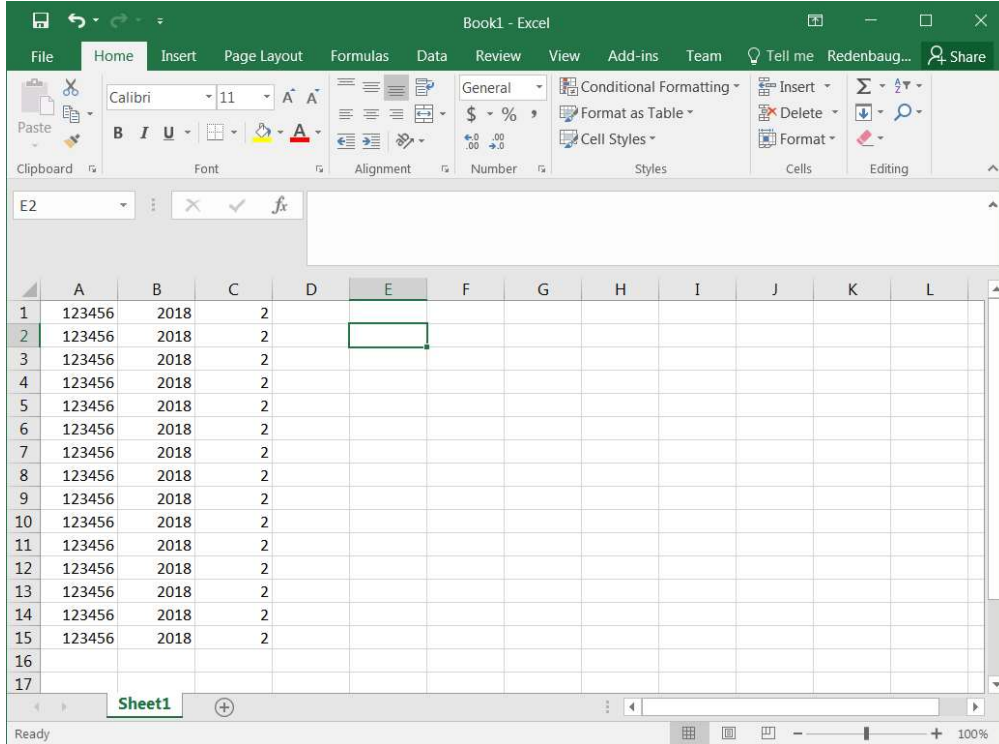 Book1 - Excel
File Home Insert Page Layout Formulas Data Review View Add-ins Team Tell me Redenbaug... Share
Paste
Calibri 11
A A
B I U A
General
$ % ,
.00 .00
.0
Conditional Formatting
Format as Table
Cell Styles
Insert
Delete
Format
Σ
Clipboard Font Alignment Number Styles Cells Editing
E2 fx
A B C D E F G H I J K L
1 123456 2018 2
2 123456 2018 2
3 123456 2018 2
4 123456 2018 2
5 123456 2018 2
6 123456 2018 2
7 123456 2018 2
8 123456 2018 2
9 123456 2018 2
10 123456 2018 2
11 123456 2018 2
12 123456 2018 2
13 123456 2018 2
14 123456 2018 2
15 123456 2018 2
16
17
Sheet1
Ready 100%